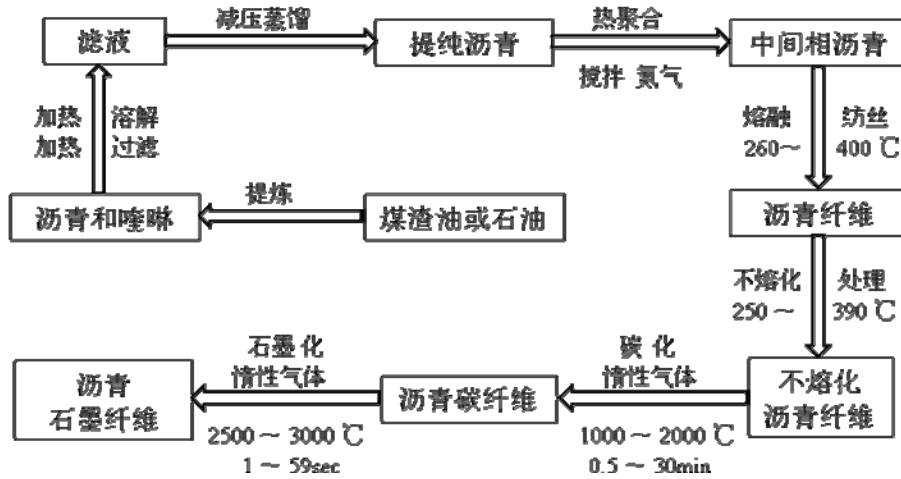 滤液
减压蒸馏
提纯沥青
热聚合
搅拌 氮气
中间相沥青
加热 溶解
加热 过滤
熔融 纺丝
260～ 400℃
沥青和喹啉
提炼
煤渣油或石油
沥青纤维
不熔化 处理
250～ 390℃
不熔化
沥青纤维
碳 化
惰性气体
1000～2000℃
0.5～30min
沥青碳纤维
石墨 化
惰性气体
2500～3000℃
1～59sec
沥青
石墨纤维